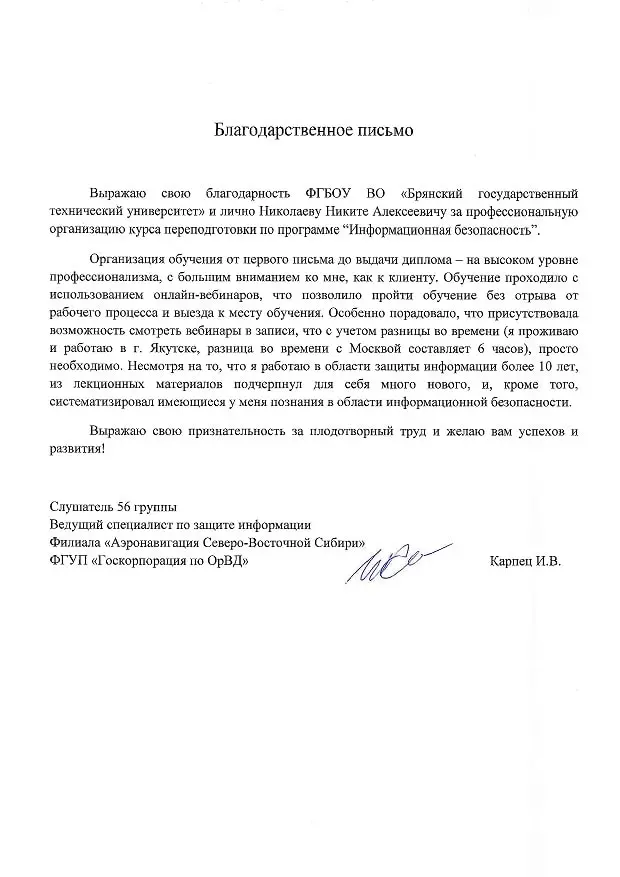 Благодарственное письмо
Выражаю свою благодарность ФГБОУ ВО «Брянский государственный
технический университет» и лично Николаеву Никите Алексеевичу за профессиональную
организацию курса переподготовки по программе “Информационная безопасность”.
Организация обучения от первого письма до выдачи диплома – на высоком уровне
профессионализма, с большим вниманием ко мне, как к клиенту. Обучение проходило с
использованием онлайн-вебинаров, что позволило пройти обучение без отрыва от
рабочего процесса и выезда к месту обучения. Особенно порадовало, что присутствовала
возможность смотреть вебинары в записи, что с учетом разницы во времени (я проживаю
и работаю в г. Якутске, разница во времени с Москвой составляет 6 часов), просто
необходимо. Несмотря на то, что я работаю в области защиты информации более 10 лет,
из лекционных материалов подчерпнул для себя много нового, и, кроме того,
систематизировал имеющиеся у меня познания в области информационной безопасности.
Выражаю свою признательность за плодотворный труд и желаю вам успехов и
развития!
Слушатель 56 группы
Ведущий специалист по защите информации
Филиала «Аэронавигация Северо-Восточной Сибири»
ФГУП «Госкорпорация по ОрВД» Карпец И.В.